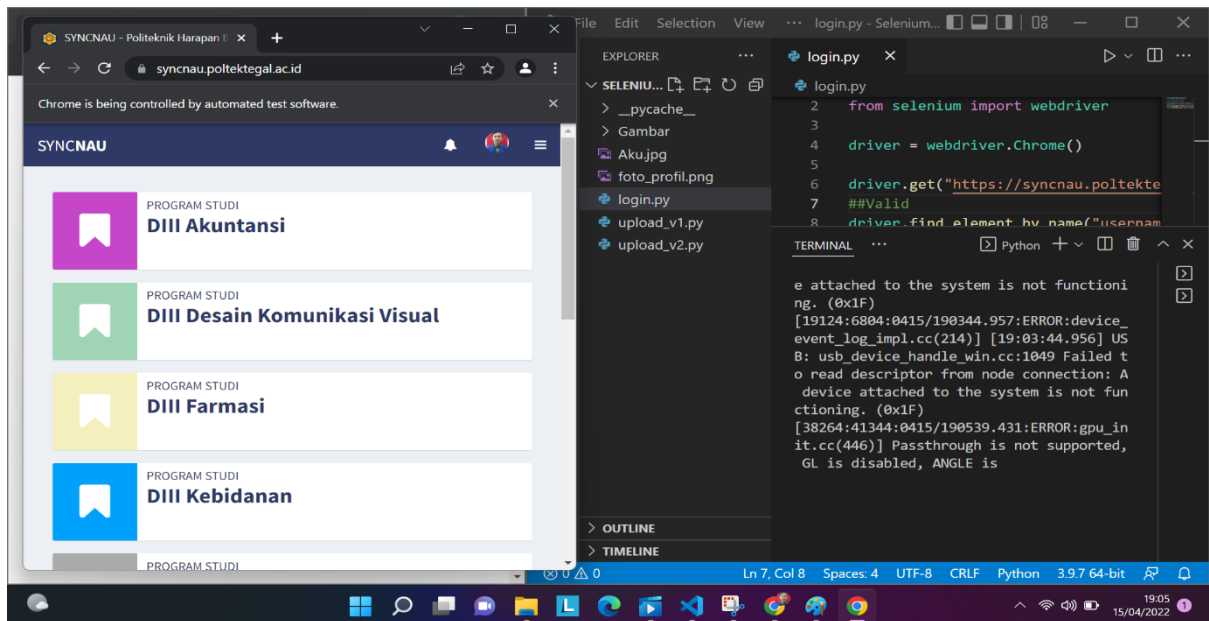 SYNCNAU - Politeknik Harapan B
syncnau.poltektegal.ac.id
Chrome is being controlled by automated test software.
SYNCNAU
PROGRAM STUDI
DIII Akuntansi
PROGRAM STUDI
DIII Desain Komunikasi Visual
PROGRAM STUDI
DIII Farmasi
PROGRAM STUDI
DIII Kebidanan
PROGRAM STUDI
File Edit Selection View ··· login.py - Selenium...
EXPLORER ···
SELENIU...
__pycache__
Gambar
Aku.jpg
foto_profil.png
login.py
upload_v1.py
upload_v2.py
OUTLINE
TIMELINE
login.py
login.py
2 from selenium import webdriver
3
4 driver = webdriver.Chrome()
5
6 driver.get("https://syncnau.poltekte
7 ##Valid
8 driver.find_element_by_name("usernam
TERMINAL ··· Python
e attached to the system is not functioni
ng. (0x1F)
[19124:6804:0415/190344.957:ERROR:device_
event_log_impl.cc(214)] [19:03:44.956] US
B: usb_device_handle_win.cc:1049 Failed t
o read descriptor from node connection: A
device attached to the system is not fun
ctioning. (0x1F)
[38264:41344:0415/190539.431:ERROR:gpu_in
it.cc(446)] Passthrough is not supported,
GL is disabled, ANGLE is
0 0 Ln 7, Col 8 Spaces: 4 UTF-8 CRLF Python 3.9.7 64-bit
19:05
15/04/2022 1